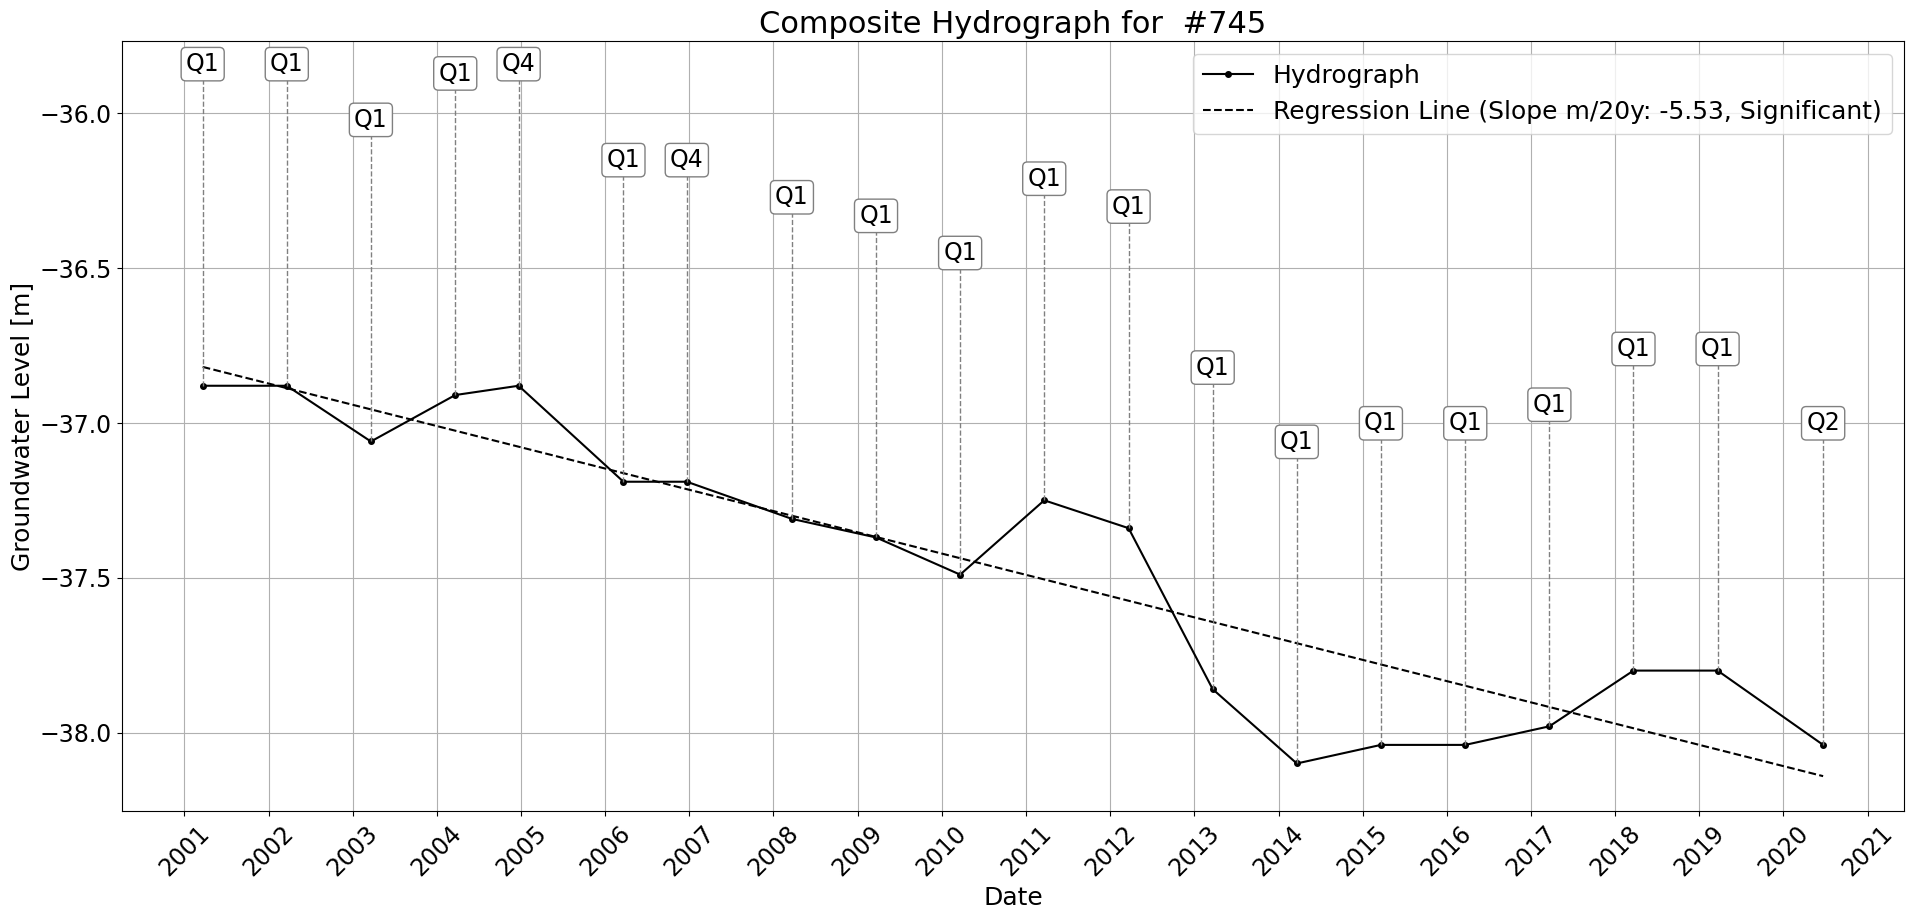 Composite Hydrograph for  #745
Hydrograph
Regression Line (Slope m/20y: -5.53, Significant)
Q1
Q1
Q1
Q1
Q4
Q1
Q4
Q1
Q1
Q1
Q1
Q1
Q1
Q1
Q1
Q1
Q1
Q1
Q1
Q2
Groundwater Level [m]
−36.0
−36.5
−37.0
−37.5
−38.0
2001
2002
2003
2004
2005
2006
2007
2008
2009
2010
2011
2012
2013
2014
2015
2016
2017
2018
2019
2020
2021
Date